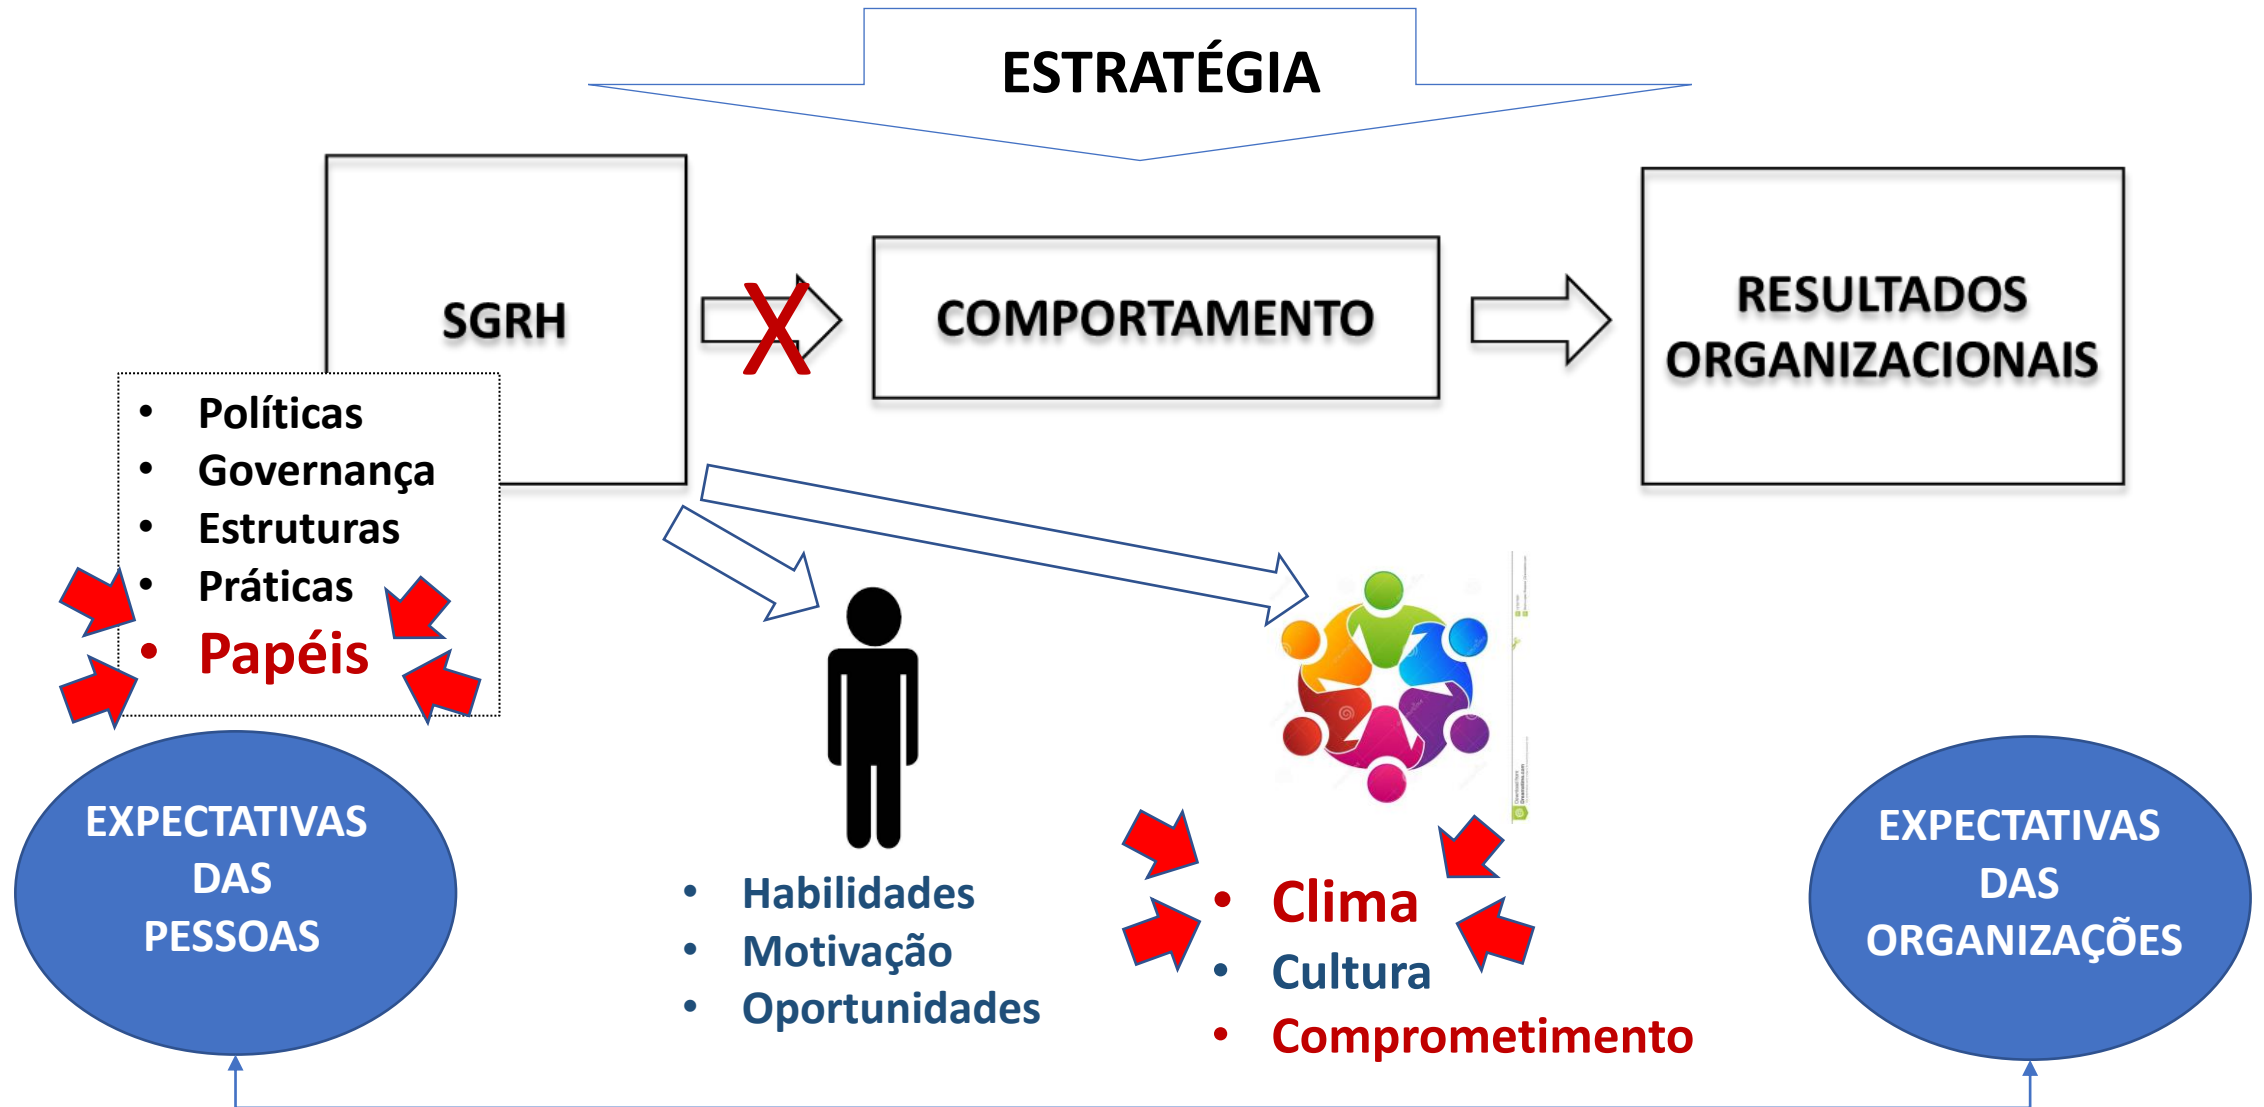 ESTRATÉGIA
SGRH
X
COMPORTAMENTO
RESULTADOS
ORGANIZACIONAIS
• Políticas
• Governança
• Estruturas
• Práticas
• Papéis
EXPECTATIVAS
DAS
PESSOAS
• Habilidades
• Motivação
• Oportunidades
• Clima
• Cultura
• Comprometimento
EXPECTATIVAS
DAS
ORGANIZAÇÕES